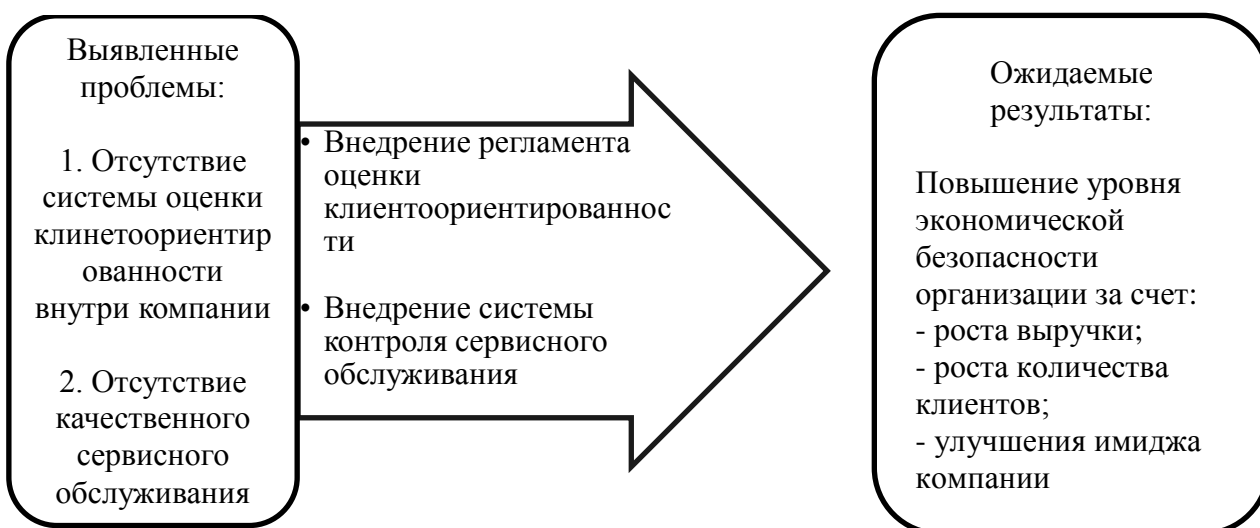 Выявленные
проблемы:
1. Отсутствие
системы оценки
клинетоориентир
ованности
внутри компании
2. Отсутствие
качественного
сервисного
обслуживания
• Внедрение регламента
оценки
клиентоориентированнос
ти
• Внедрение системы
контроля сервисного
обслуживания
Ожидаемые
результаты:
Повышение уровня
экономической
безопасности
организации за счет:
- роста выручки;
- роста количества
клиентов;
- улучшения имиджа
компании